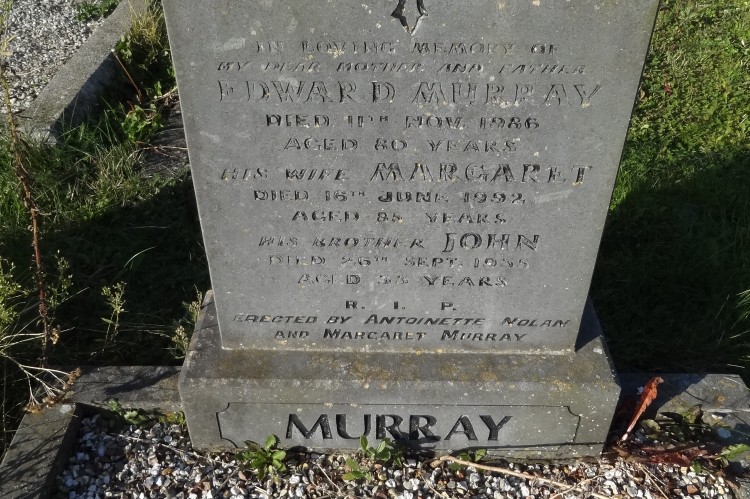 IN LOVING MEMORY OF
MY DEAR MOTHER AND FATHER
EDWARD MURRAY
DIED 11TH NOV. 1986
AGED 80 YEARS
HIS WIFE MARGARET
DIED 16TH JUNE 1992
AGED 85 YEARS
HIS BROTHER JOHN
DIED 26TH SEPT. 1955
AGED 55 YEARS
R. I. P.
ERECTED BY ANTOINETTE NOLAN
AND MARGARET MURRAY
MURRAY